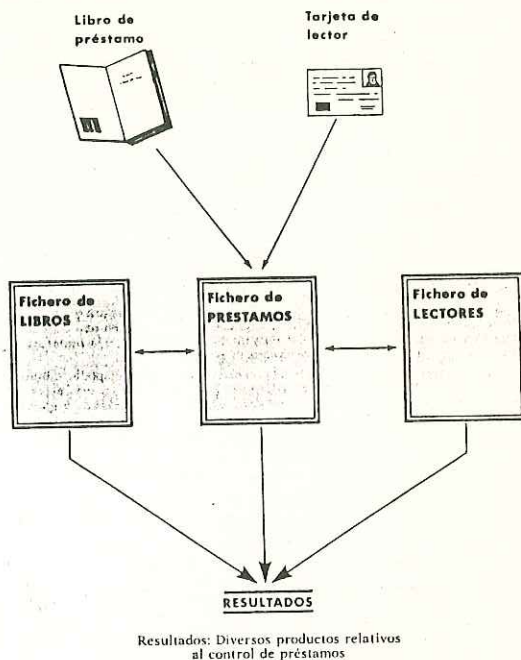 Libro de
préstamo
Tarjeta de
lector
Fichero de
LIBROS
Fichero de
PRESTAMOS
Fichero de
LECTORES
RESULTADOS
Resultados: Diversos productos relativos
al control de préstamos